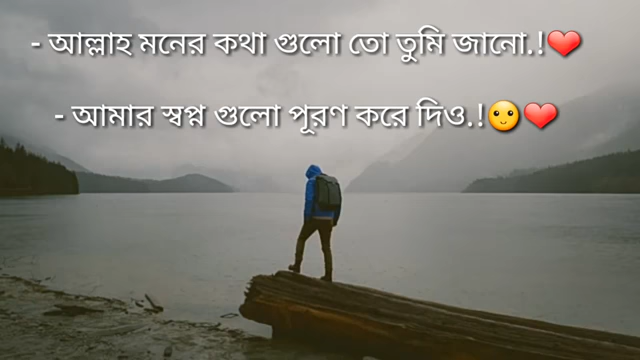 - আল্লাহ মনের কথা গুলো তো তুমি জানো.!❤️
- আমার স্বপ্ন গুলো পূরণ করে দিও.!🙂❤️